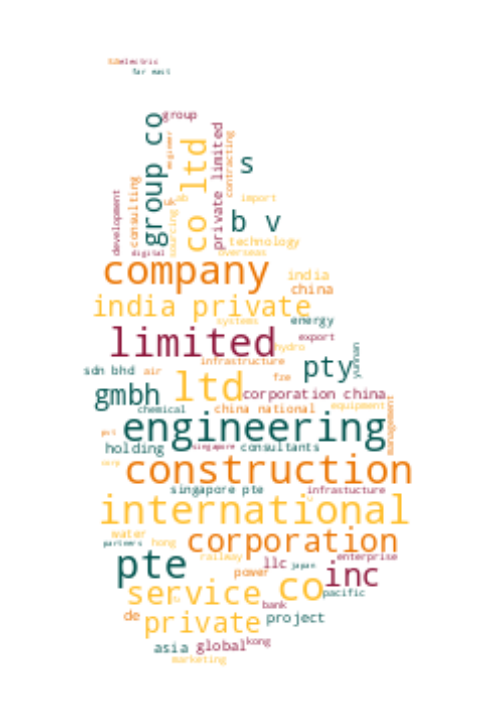 electric
far east
group
group co
engineer
co ltd
private limited
contracting
s
development
consulting
sourcing
uk
ab
import
b v
digital
technology
overseas
company
india
china
india private
systems
energy
limited
export
hydro
yunnan
infrastructure
pty
sdn bhd
air
fze
gmbh
ltd
corporation china
chemical
china national
equipment
management
engineering
pvt
holding
singapore
consultants
corp
construction
singapore pte
infrastucture
international
water
partners
hong
corporation
railway
enterprise
pte
power
llc
japan
inc
service
co
pacific
bank
de
private
project
asia
global
kong
marketing